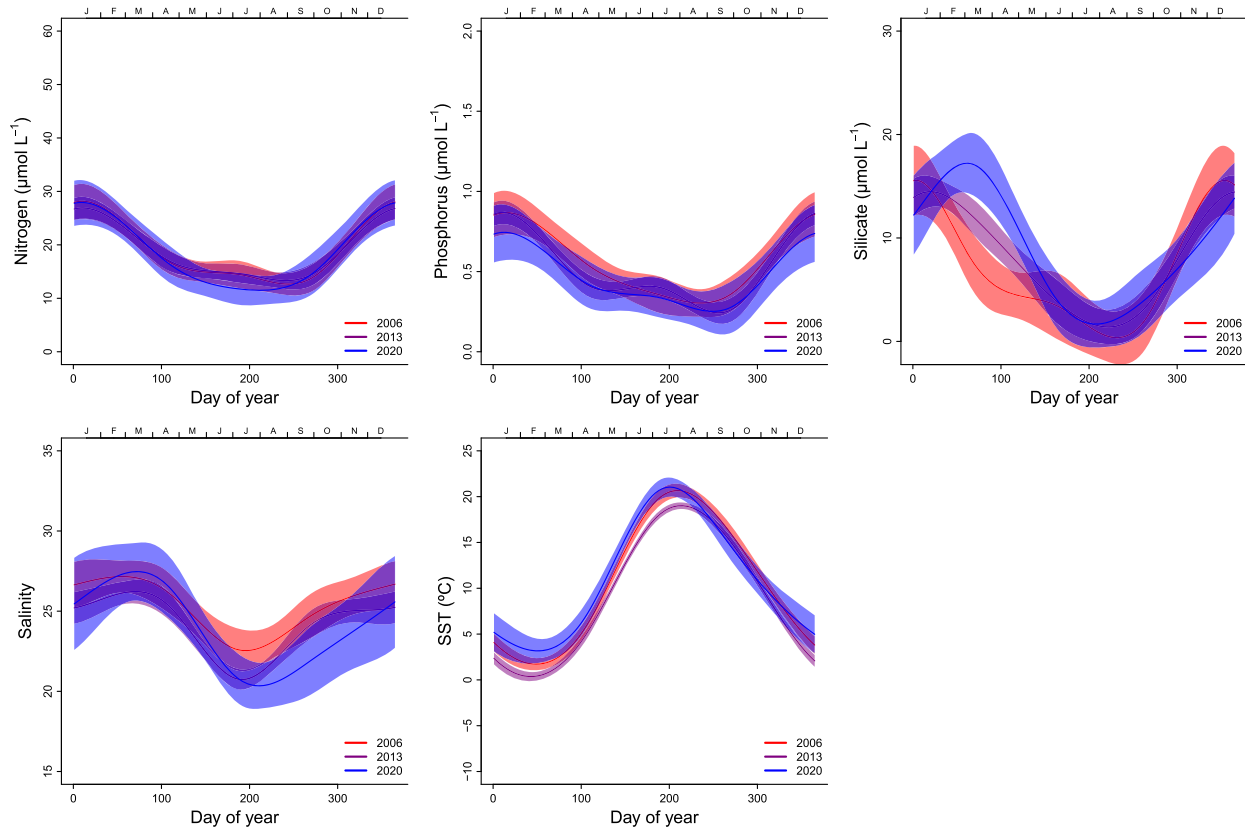 J F M A M J J A S O N D
Nitrogen (μmol L−1)
60
50
40
30
20
10
0
2006
2013
2020
0 100 200 300
Day of year
J F M A M J J A S O N D
Phosphorus (μmol L−1)
2.0
1.5
1.0
0.5
0.0
2006
2013
2020
0 100 200 300
Day of year
J F M A M J J A S O N D
Silicate (μmol L−1)
30
20
10
0
2006
2013
2020
0 100 200 300
Day of year
J F M A M J J A S O N D
Salinity
35
30
25
20
15
2006
2013
2020
0 100 200 300
Day of year
J F M A M J J A S O N D
SST (ºC)
25
20
15
10
5
0
−5
−10
2006
2013
2020
0 100 200 300
Day of year